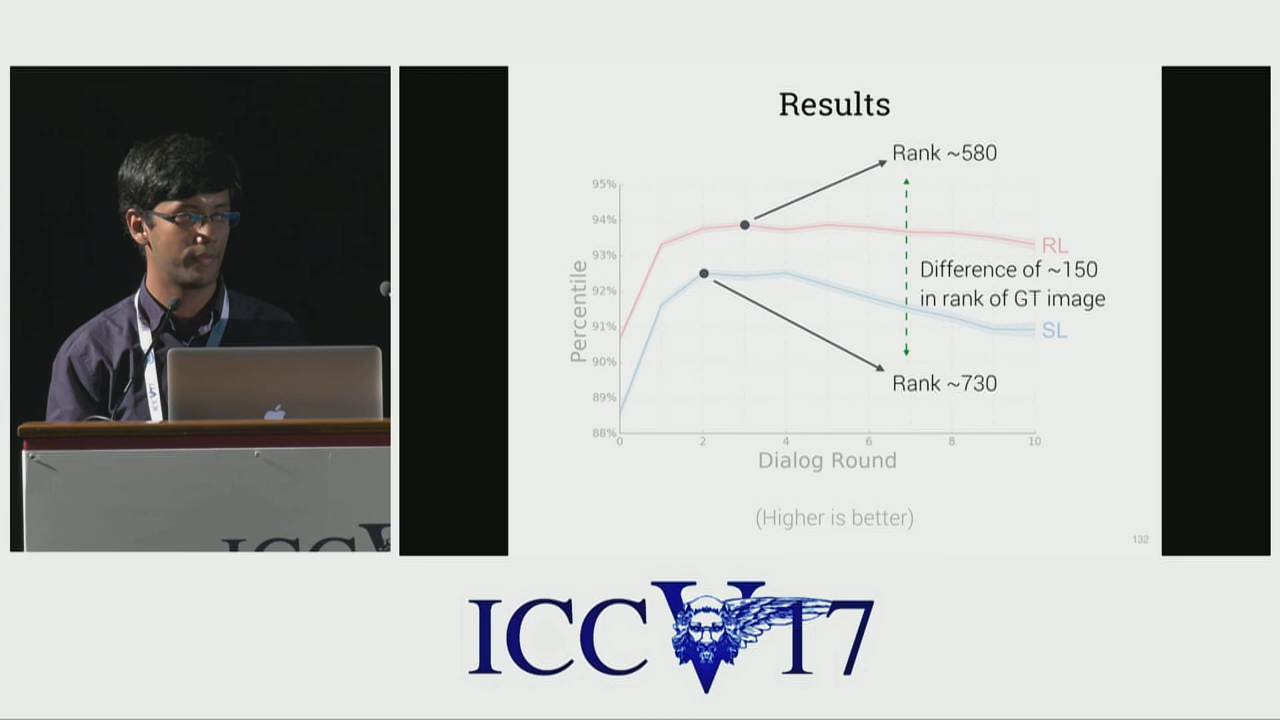 Results
Rank ~580
95%
94%
93%
92%
91%
90%
89%
88%
Percentile
RL
Difference of ~150
in rank of GT image
SL
Rank ~730
0 2 4 6 8 10
Dialog Round
(Higher is better)
132
ICCV
ICCV17